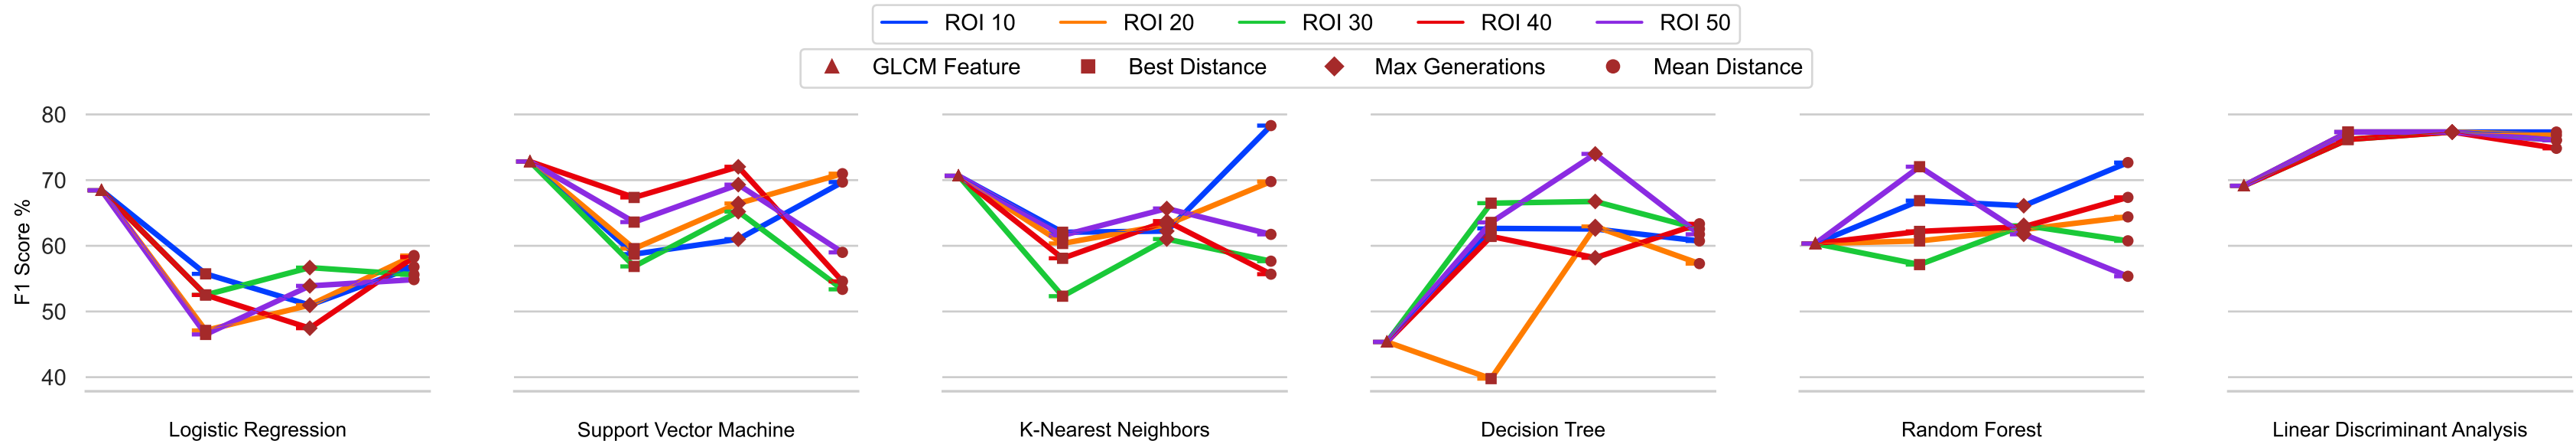 ROI 10 ROI 20 ROI 30 ROI 40 ROI 50
GLCM Feature Best Distance Max Generations Mean Distance
F1 Score %
80
70
60
50
40
Logistic Regression Support Vector Machine K-Nearest Neighbors Decision Tree Random Forest Linear Discriminant Analysis